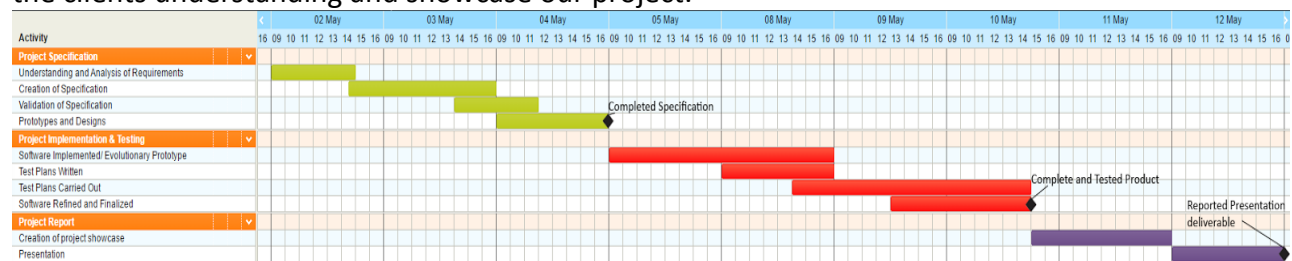 the clients understanding and showcase our project.
02 May 03 May 04 May 05 May 08 May 09 May 10 May 11 May 12 May
Activity 16 09 10 11 12 13 14 15 16 09 10 11 12 13 14 15 16 09 10 11 12 13 14 15 16 09 10 11 12 13 14 15 16 09 10 11 12 13 14 15 16 09 10 11 12 13 14 15 16 09 10 11 12 13 14 15 16 09 10 11 12 13 14 15 16 09 10 11 12 13 14 15 16 0
Project Specification
Understanding and Analysis of Requirements
Creation of Specification
Validation of Specification
Completed Specification
Prototypes and Designs
Project Implementation & Testing
Software Implemented/ Evolutionary Prototype
Test Plans Written
Test Plans Carried Out
Complete and Tested Product
Software Refined and Finalized
Reported Presentation
deliverable
Project Report
Creation of project showcase
Presentation